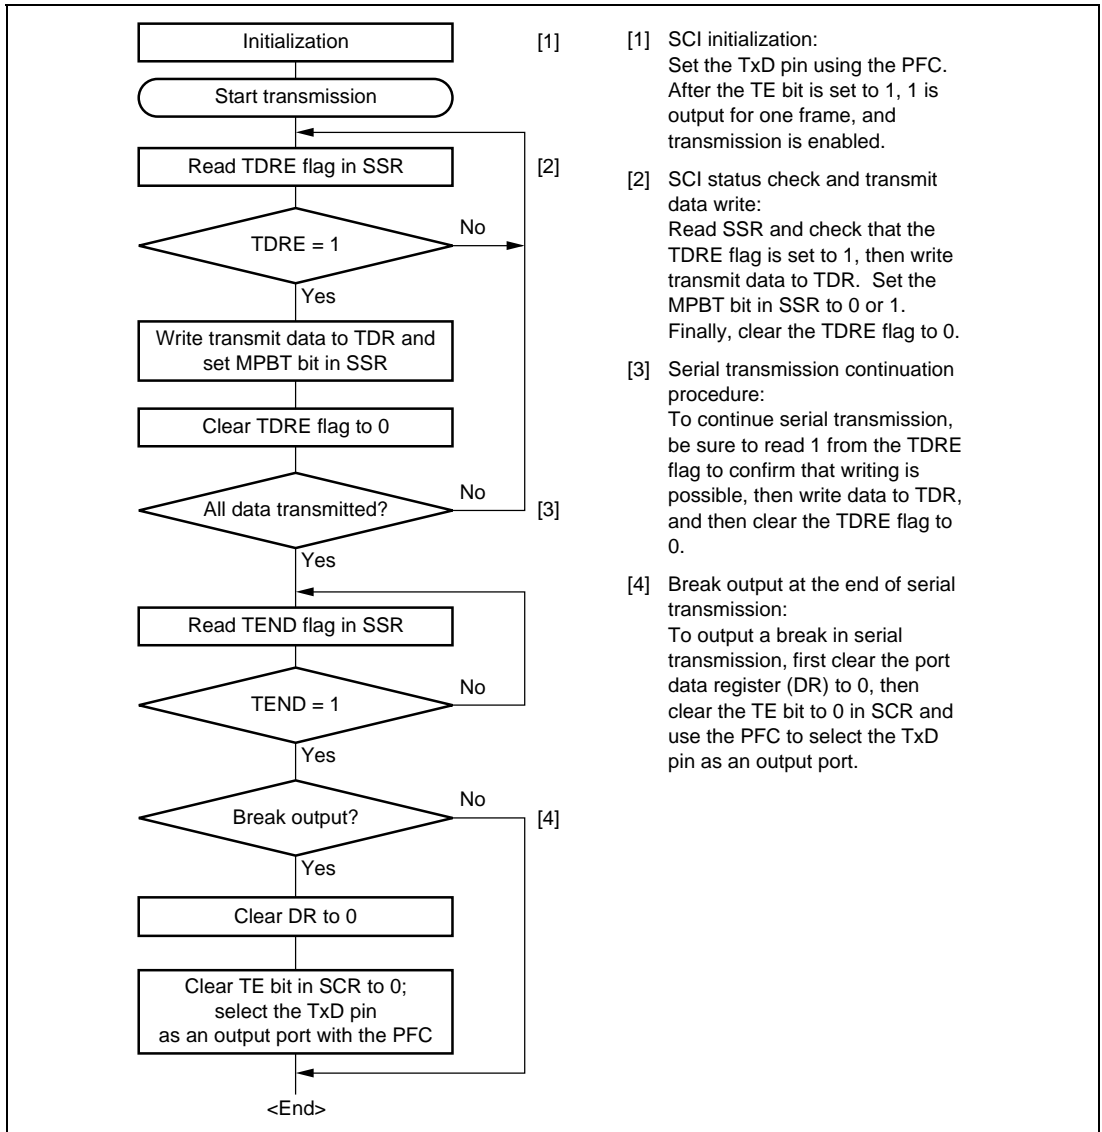 Initialization
[1]
Start transmission
Read TDRE flag in SSR
[2]
TDRE = 1
No
Yes
Write transmit data to TDR and
set MPBT bit in SSR
Clear TDRE flag to 0
All data transmitted?
No
[3]
Yes
Read TEND flag in SSR
TEND = 1
No
Yes
Break output?
No
[4]
Yes
Clear DR to 0
Clear TE bit in SCR to 0;
select the TxD pin
as an output port with the PFC
<End>
[1] SCI initialization:
Set the TxD pin using the PFC.
After the TE bit is set to 1, 1 is
output for one frame, and
transmission is enabled.
[2] SCI status check and transmit
data write:
Read SSR and check that the
TDRE flag is set to 1, then write
transmit data to TDR. Set the
MPBT bit in SSR to 0 or 1.
Finally, clear the TDRE flag to 0.
[3] Serial transmission continuation
procedure:
To continue serial transmission,
be sure to read 1 from the TDRE
flag to confirm that writing is
possible, then write data to TDR,
and then clear the TDRE flag to
0.
[4] Break output at the end of serial
transmission:
To output a break in serial
transmission, first clear the port
data register (DR) to 0, then
clear the TE bit to 0 in SCR and
use the PFC to select the TxD
pin as an output port.